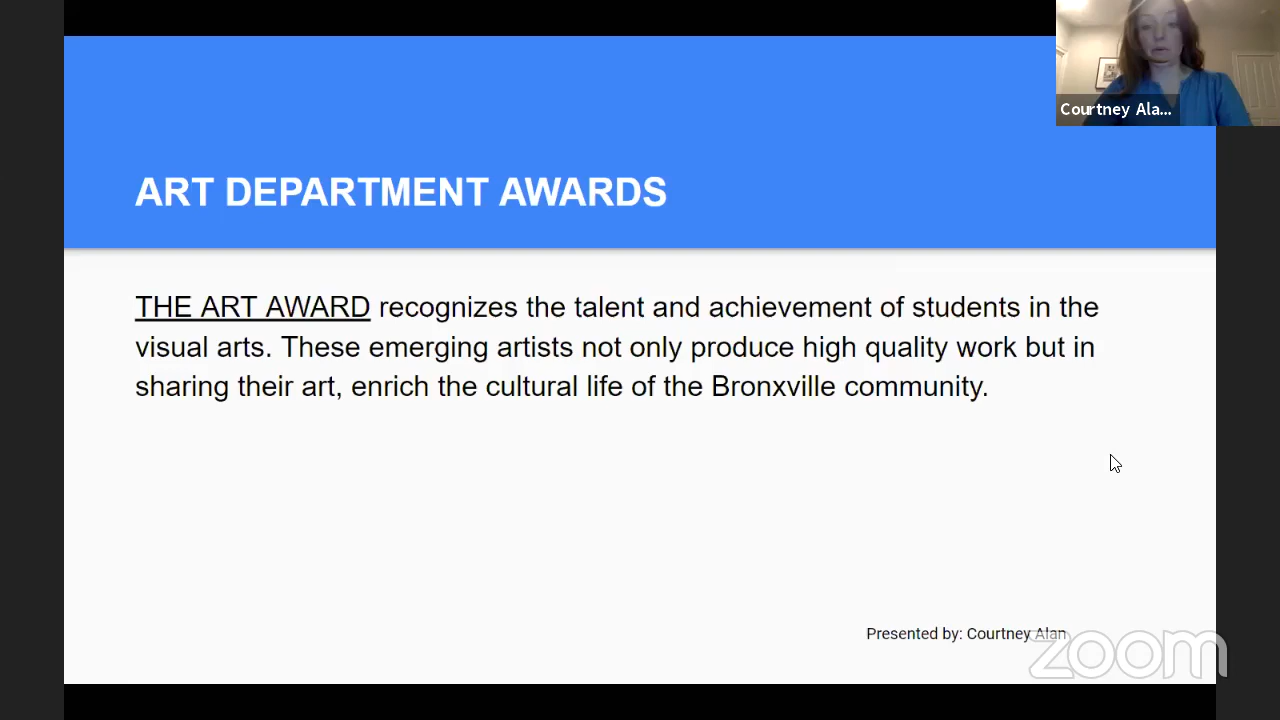 Courtney Ala...
ART DEPARTMENT AWARDS
THE ART AWARD recognizes the talent and achievement of students in the
visual arts. These emerging artists not only produce high quality work but in
sharing their art, enrich the cultural life of the Bronxville community.
Presented by: Courtney Alan
zoom